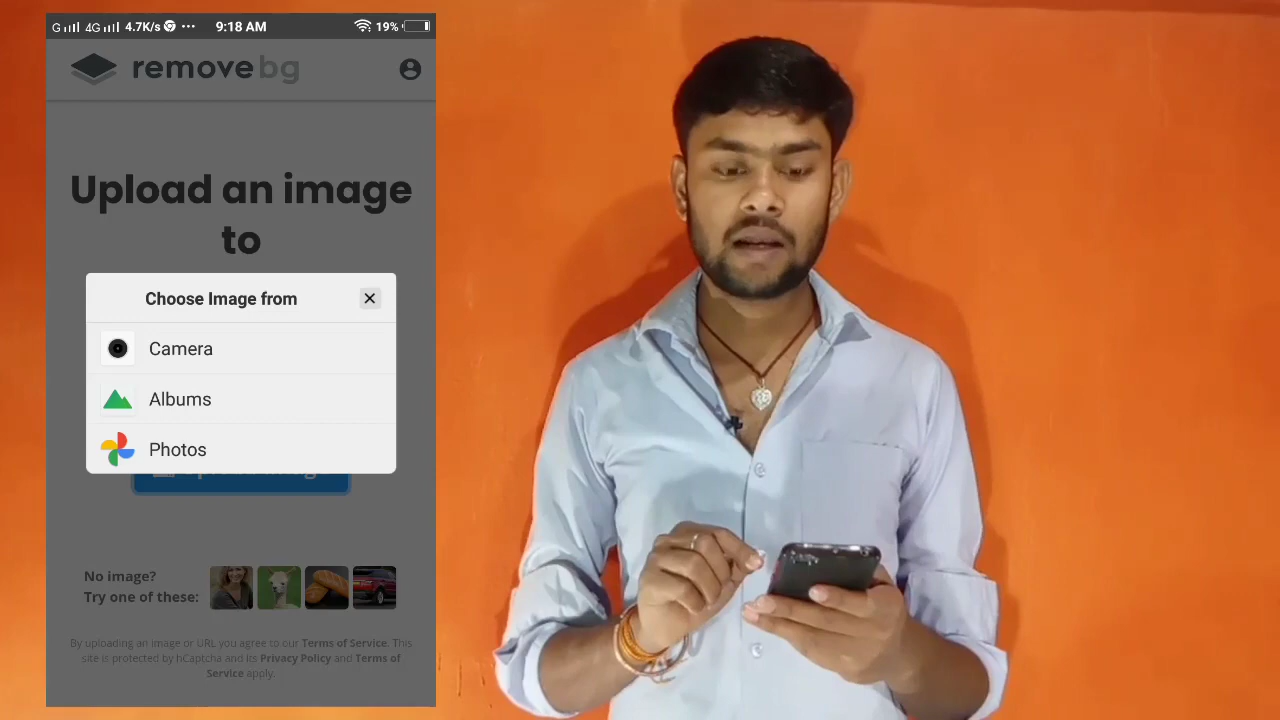 G 4G 4.7K/s ••• 9:18 AM 19%
remove bg
Upload an image
to
Choose Image from
Camera
Albums
Photos
No image?
Try one of these:
By uploading an image or URL you agree to our Terms of Service. This
site is protected by hCaptcha and its Privacy Policy and Terms of
Service apply.